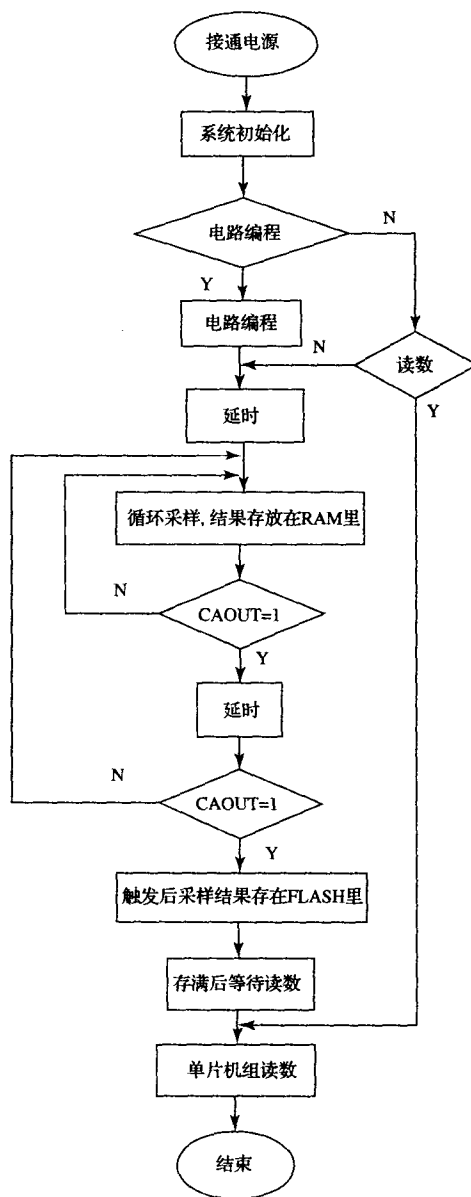 接通电源
系统初始化
电路编程
N
Y
电路编程
N
读数
Y
延时
循环采样,结果存放在RAM里
N
CAOUT=1
Y
延时
N
CAOUT=1
Y
触发后采样结果存在FLASH里
存满后等待读数
单片机组读数
结束